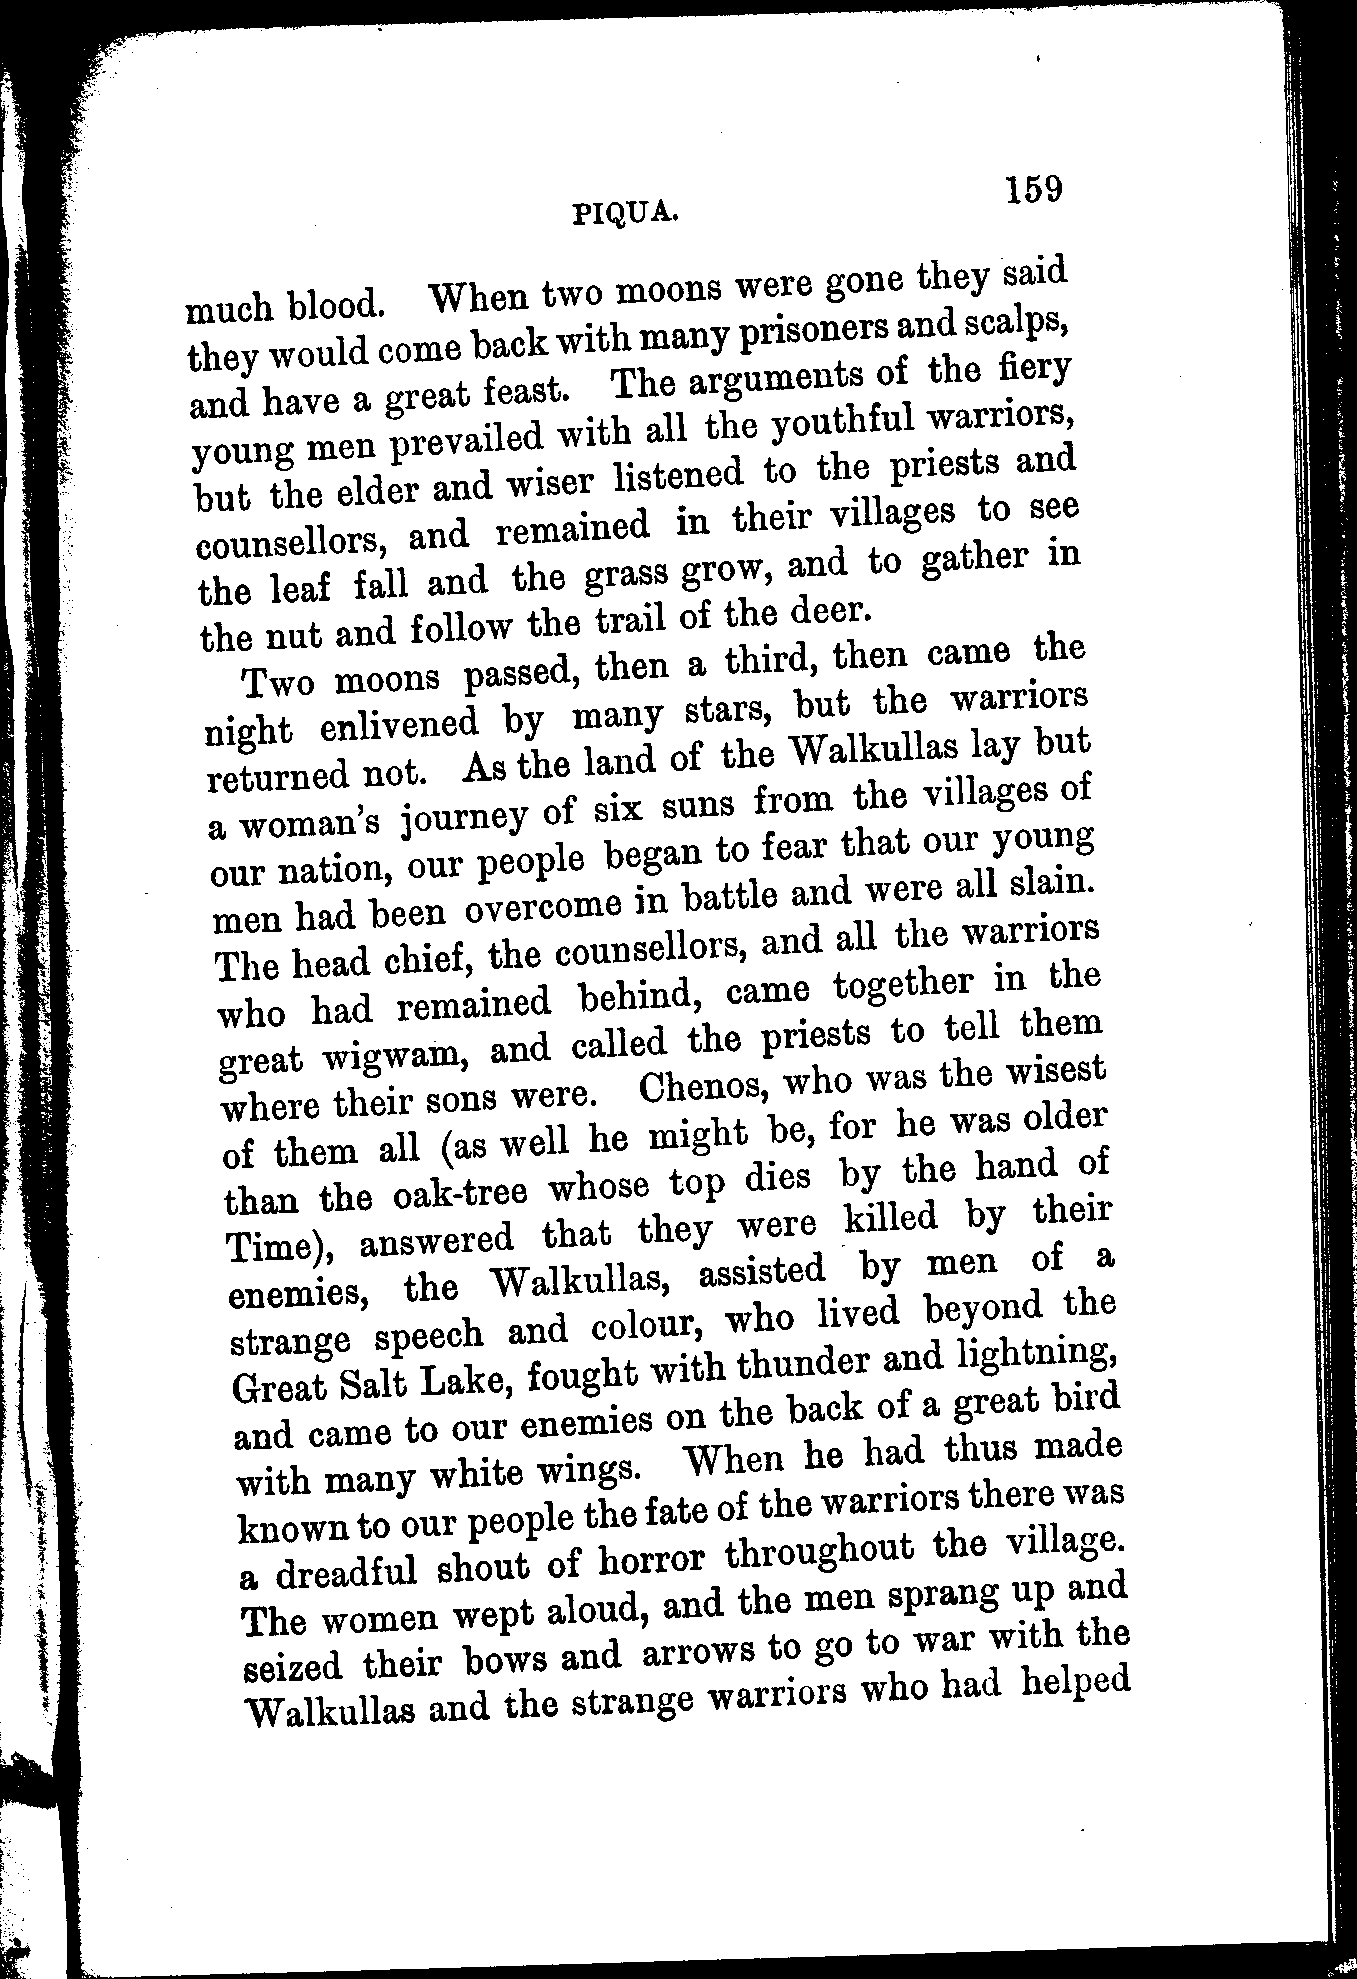 PIQUA. 159
much blood. When two moons were gone they said
they would come back with many prisoners and scalps,
and have a great feast. The arguments of the fiery
young men prevailed with all the youthful warriors,
but the elder and wiser listened to the priests and
counsellors, and remained in their villages to see
the leaf fall and the grass grow, and to gather in
the nut and follow the trail of the deer.
Two moons passed, then a third, then came the
night enlivened by many stars, but the warriors
returned not. As the land of the Walkullas lay but
a woman's journey of six suns from the villages of
our nation, our people began to fear that our young
men had been overcome in battle and were all slain.
The head chief, the counsellors, and all the warriors
who had remained behind, came together in the
great wigwam, and called the priests to tell them
where their sons were. Chenos, who was the wisest
of them all (as well he might be, for he was older
than the oak-tree whose top dies by the hand of
Time), answered that they were killed by their
enemies, the Walkullas, assisted by men of a
strange speech and colour, who lived beyond the
Great Salt Lake, fought with thunder and lightning,
and came to our enemies on the back of a great bird
with many white wings. When he had thus made
known to our people the fate of the warriors there was
a dreadful shout of horror throughout the village.
The women wept aloud, and the men sprang up and
seized their bows and arrows to go to war with the
Walkullas and the strange warriors who had helped